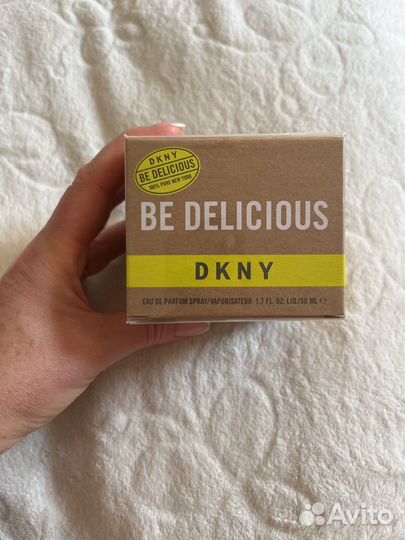 DKNY
BE DELICIOUS
100% PURE NEW YORK
BE DELICIOUS
DKNY
EAU DE PARFUM SPRAY/VAPORISATEUR 1.7 FL. OZ. LIQ./50 ML ℮
Avito